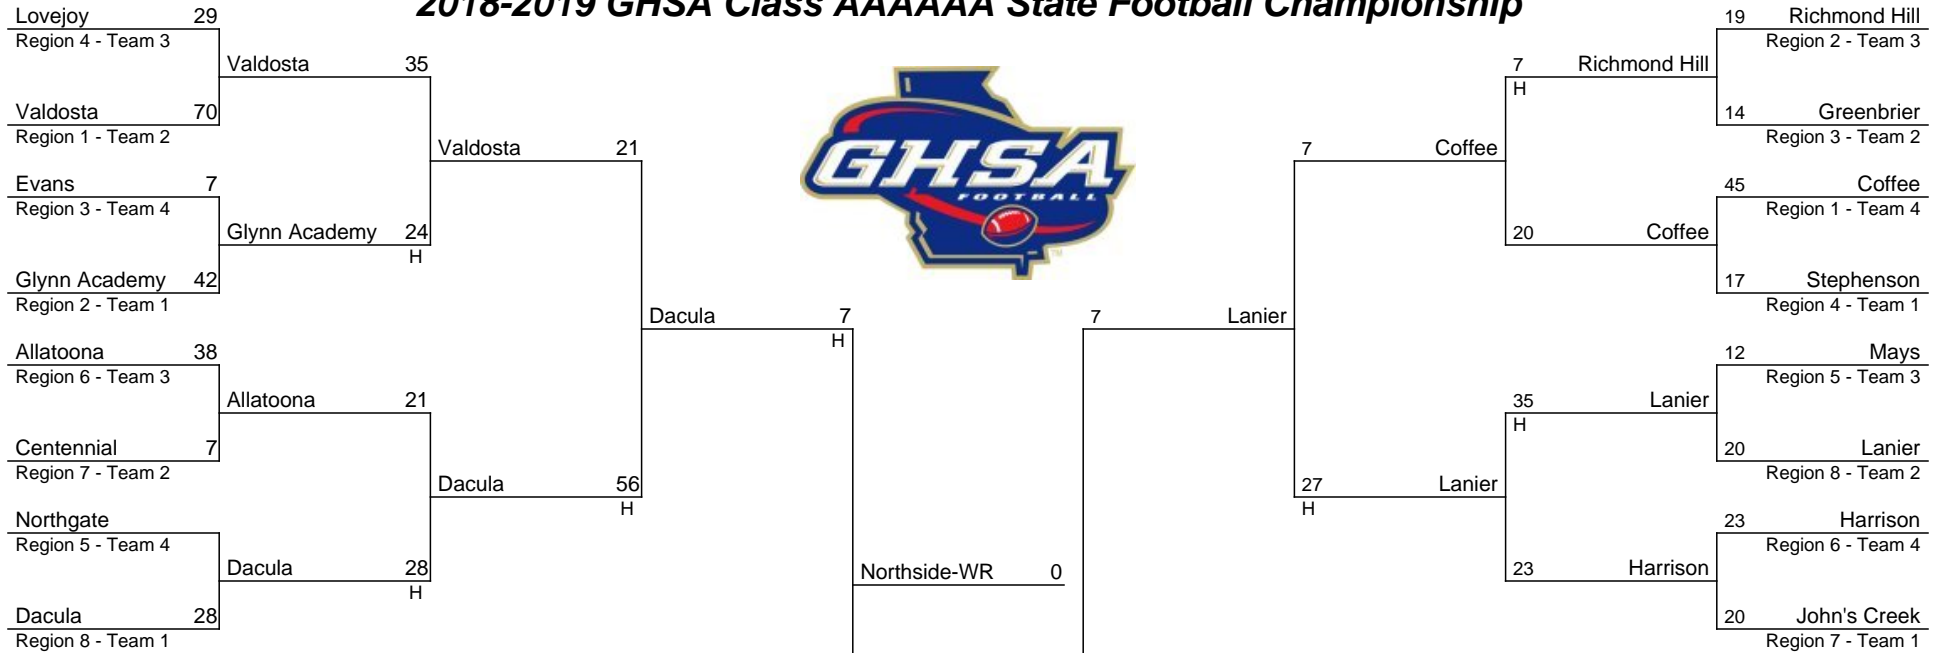 2018-2019 GHSA Class AAAAAA State Football Championship
Lovejoy 29
Region 4 - Team 3
Valdosta 35
Valdosta 70
Region 1 - Team 2
Valdosta 21
Evans 7
Region 3 - Team 4
Glynn Academy 24
H
Glynn Academy 42
Region 2 - Team 1
Dacula 7
H
Allatoona 38
Region 6 - Team 3
Allatoona 21
Centennial 7
Region 7 - Team 2
Dacula 56
H
Northgate
Region 5 - Team 4
Dacula 28
H
Dacula 28
Region 8 - Team 1
Northside-WR 0
GHSA
FOOTBALL
TM
19 Richmond Hill
Region 2 - Team 3
7 Richmond Hill
H
14 Greenbrier
Region 3 - Team 2
7 Coffee
45 Coffee
Region 1 - Team 4
20 Coffee
17 Stephenson
Region 4 - Team 1
7 Lanier
12 Mays
Region 5 - Team 3
35 Lanier
H
20 Lanier
Region 8 - Team 2
27 Lanier
H
23 Harrison
Region 6 - Team 4
23 Harrison
20 John's Creek
Region 7 - Team 1